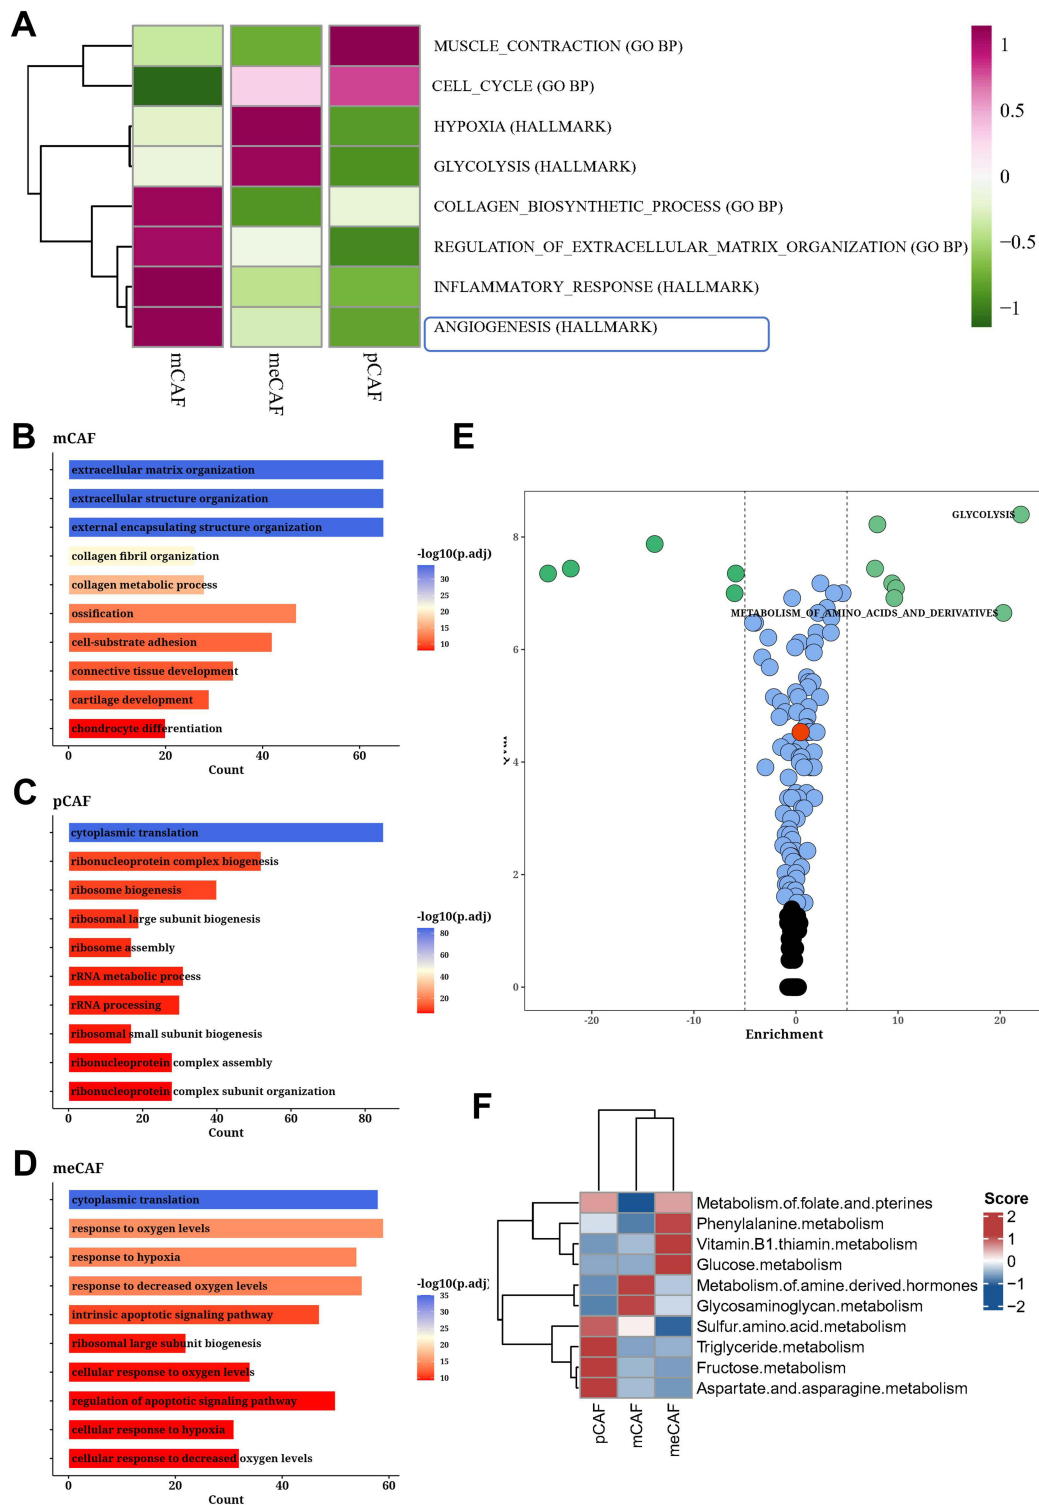 A
MUSCLE_CONTRACTION (GO BP)
CELL_CYCLE (GO BP)
HYPOXIA (HALLMARK)
GLYCOLYSIS (HALLMARK)
COLLAGEN_BIOSYNTHETIC_PROCESS (GO BP)
REGULATION_OF_EXTRACELLULAR_MATRIX_ORGANIZATION (GO BP)
INFLAMMATORY_RESPONSE (HALLMARK)
ANGIOGENESIS (HALLMARK)
mCAF
meCAF
pCAF
1
0.5
0
−0.5
−1
B
mCAF
extracellular matrix organization
extracellular structure organization
external encapsulating structure organization
collagen fibril organization
collagen metabolic process
ossification
cell-substrate adhesion
connective tissue development
cartilage development
chondrocyte differentiation
0 20 40 60
Count
-log10(p.adj)
30
25
20
15
10
C
pCAF
cytoplasmic translation
ribonucleoprotein complex biogenesis
ribosome biogenesis
ribosomal large subunit biogenesis
ribosome assembly
rRNA metabolic process
rRNA processing
ribosomal small subunit biogenesis
ribonucleoprotein complex assembly
ribonucleoprotein complex subunit organization
0 20 40 60 80
Count
-log10(p.adj)
80
60
40
20
D
meCAF
cytoplasmic translation
response to oxygen levels
response to hypoxia
response to decreased oxygen levels
intrinsic apoptotic signaling pathway
ribosomal large subunit biogenesis
cellular response to oxygen levels
regulation of apoptotic signaling pathway
cellular response to hypoxia
cellular response to decreased oxygen levels
0 20 40 60
Count
-log10(p.adj)
35
30
25
20
15
10
E
GLYCOLYSIS
METABOLISM_OF_AMINO_ACIDS_AND_DERIVATIVES
8
6
4
2
0
-20 -10 0 10 20
Enrichment
F
Metabolism.of.folate.and.pterines
Phenylalanine.metabolism
Vitamin.B1.thiamin.metabolism
Glucose.metabolism
Metabolism.of.amine.derived.hormones
Glycosaminoglycan.metabolism
Sulfur.amino.acid.metabolism
Triglyceride.metabolism
Fructose.metabolism
Aspartate.and.asparagine.metabolism
pCAF
mCAF
meCAF
Score
2
1
0
−1
−2